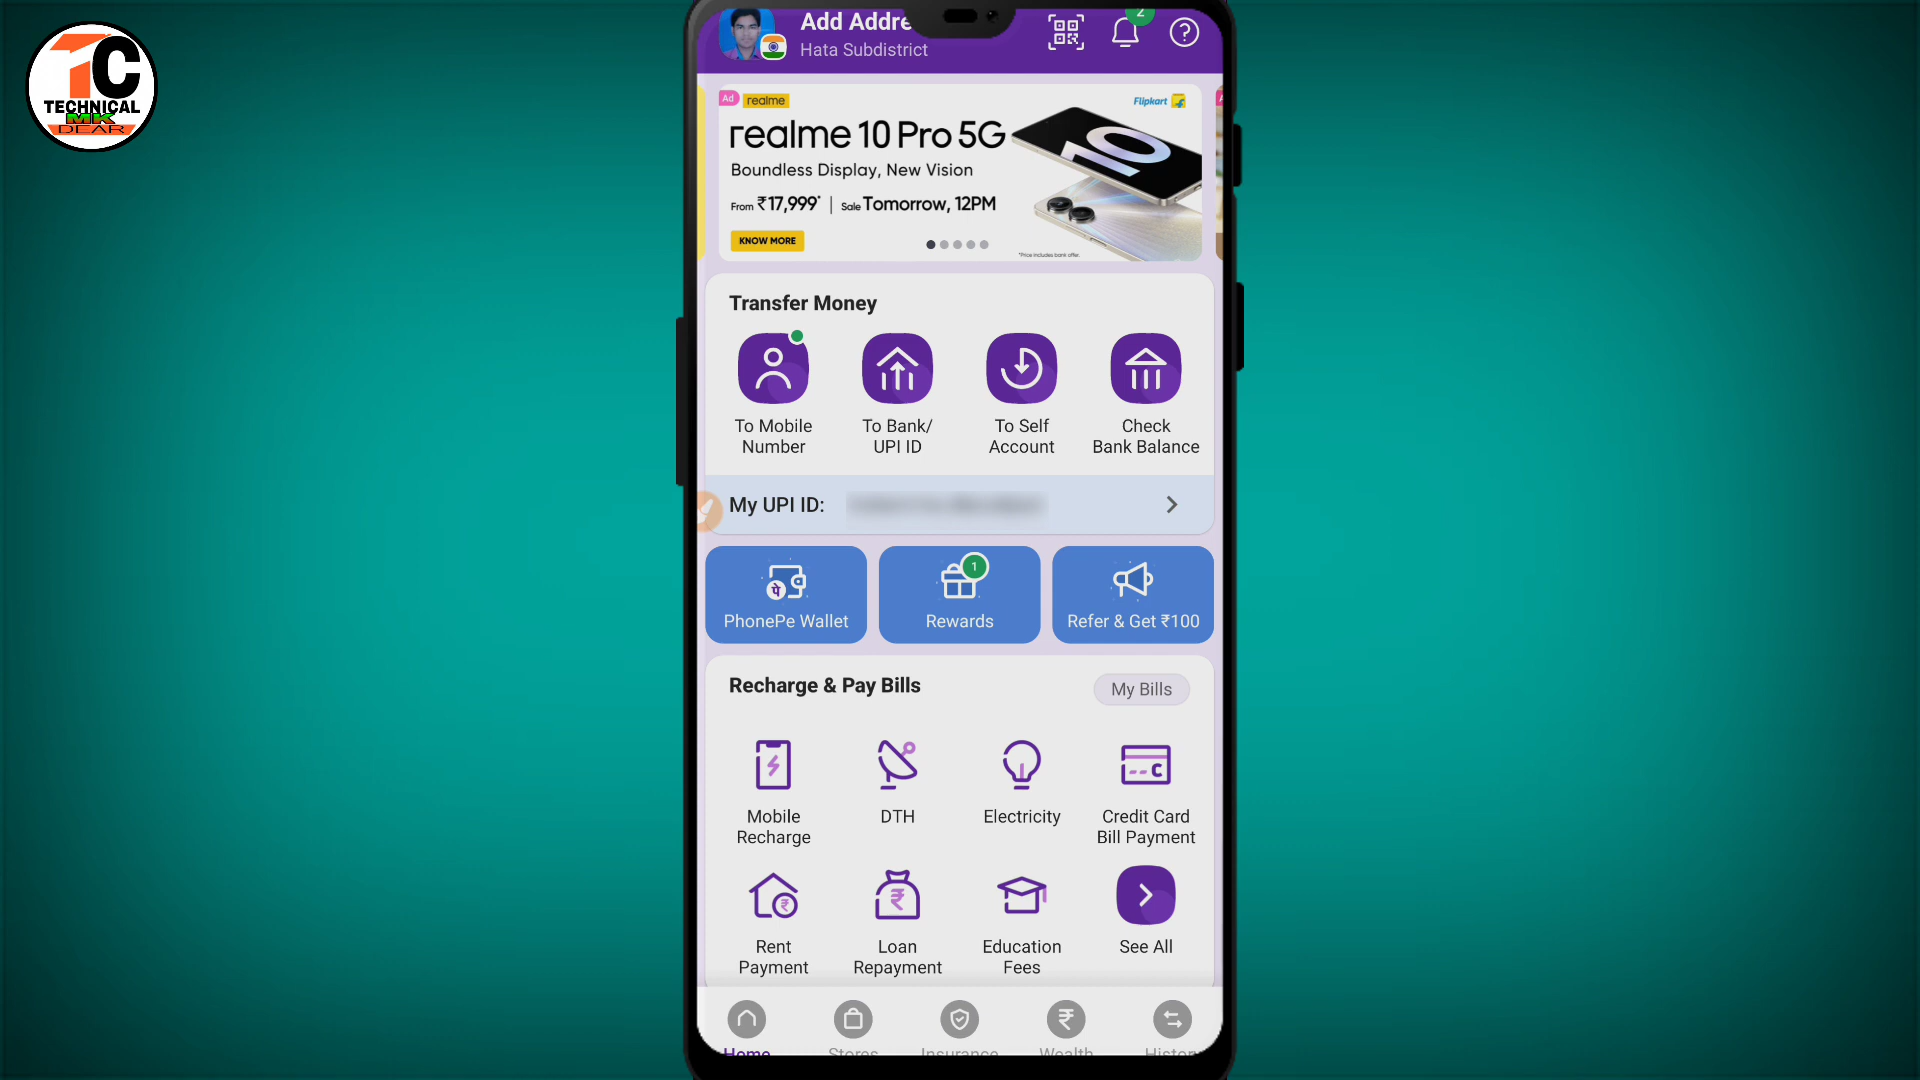 TC
TECHNICAL
MK
DEAR
Add Addre
Hata Subdistrict
2
Ad
realme
Flipkart
realme 10 Pro 5G
Boundless Display, New Vision
From ₹17,999* | Sale Tomorrow, 12PM
KNOW MORE
*Price includes bank offer.
10
Transfer Money
To Mobile Number
To Bank/ UPI ID
To Self Account
Check Bank Balance
My UPI ID:
पे
1
PhonePe Wallet
Rewards
Refer & Get ₹100
Recharge & Pay Bills
My Bills
Mobile Recharge
DTH
Electricity
Credit Card Bill Payment
Rent Payment
Loan Repayment
Education Fees
See All
Home
Stores
Insurance
Wealth
History